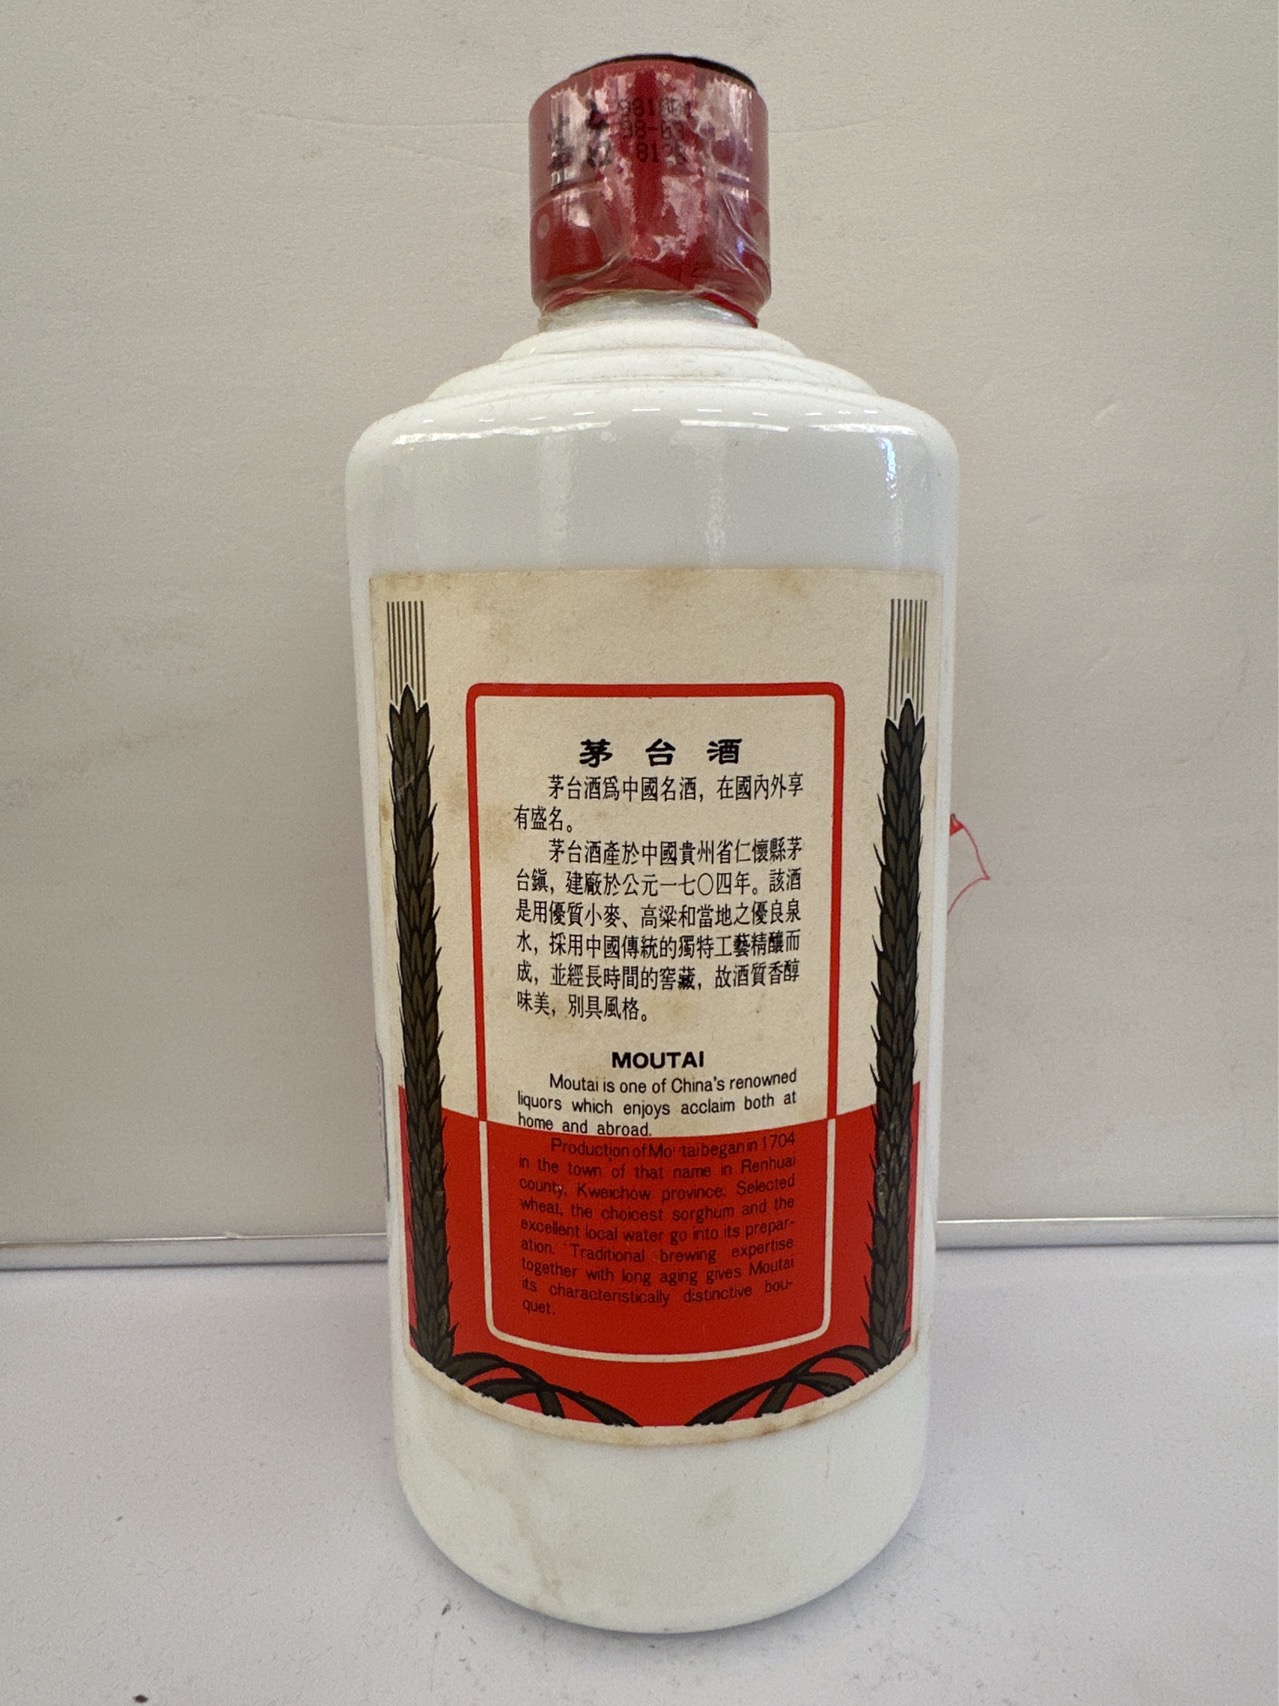 茅台酒
茅台酒爲中國名酒，在國內外享
有盛名。
茅台酒產於中國貴州省仁懷縣茅
台鎭，建廠於公元一七〇四年。該酒
是用優質小麥、高粱和當地之優良泉
水，採用中國傳統的獨特工藝精釀而
成，並經長時間的窖藏，故酒質香醇
味美，別具風格。
MOUTAI
Moutai is one of China's renowned
liquors which enjoys acclaim both at
home and abroad.
Production of Moutai began in 1704
in the town of that name in Renhuai
county, Kweichow province. Selected
wheat, the choicest sorghum and the
excellent local water go into its prepar-
ation. Traditional brewing expertise
together with long aging gives Moutai
its characteristically distinctive bou-
quet.